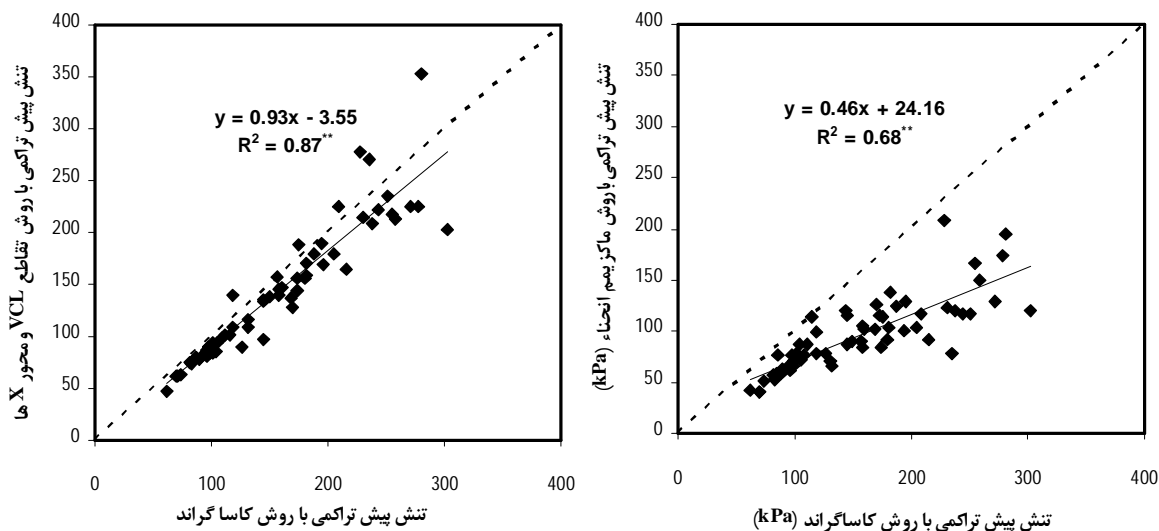 تنش پیش تراکمی با روش تقاطع VCL و محور X ها
400
350
300
250
200
150
100
50
0
y = 0.93x - 3.55
R² = 0.87**
0 100 200 300 400
تنش پیش تراکمی با روش کاسا گراند
تنش پیش تراکمی با روش ماکزیمم انحناء (kPa)
400
350
300
250
200
150
100
50
0
y = 0.46x + 24.16
R² = 0.68**
0 100 200 300 400
تنش پیش تراکمی با روش کاساگراند (kPa)